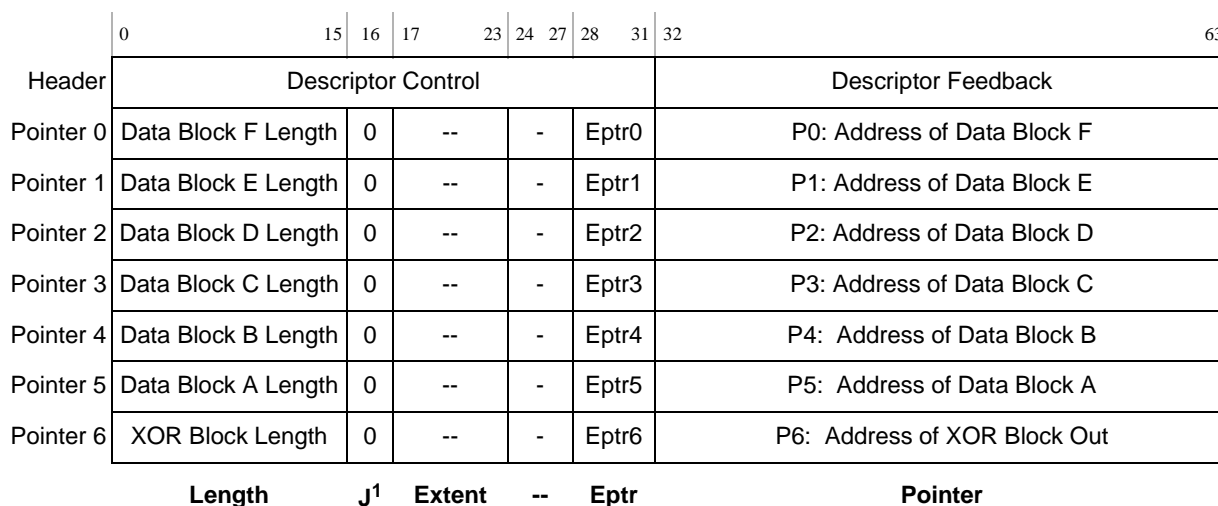 0 15 16 17 23 24 27 28 31 32 63
Header Descriptor Control Descriptor Feedback
Pointer 0 Data Block F Length 0 -- - Eptr0 P0: Address of Data Block F
Pointer 1 Data Block E Length 0 -- - Eptr1 P1: Address of Data Block E
Pointer 2 Data Block D Length 0 -- - Eptr2 P2: Address of Data Block D
Pointer 3 Data Block C Length 0 -- - Eptr3 P3: Address of Data Block C
Pointer 4 Data Block B Length 0 -- - Eptr4 P4: Address of Data Block B
Pointer 5 Data Block A Length 0 -- - Eptr5 P5: Address of Data Block A
Pointer 6 XOR Block Length 0 -- - Eptr6 P6: Address of XOR Block Out
Length J1 Extent -- Eptr Pointer